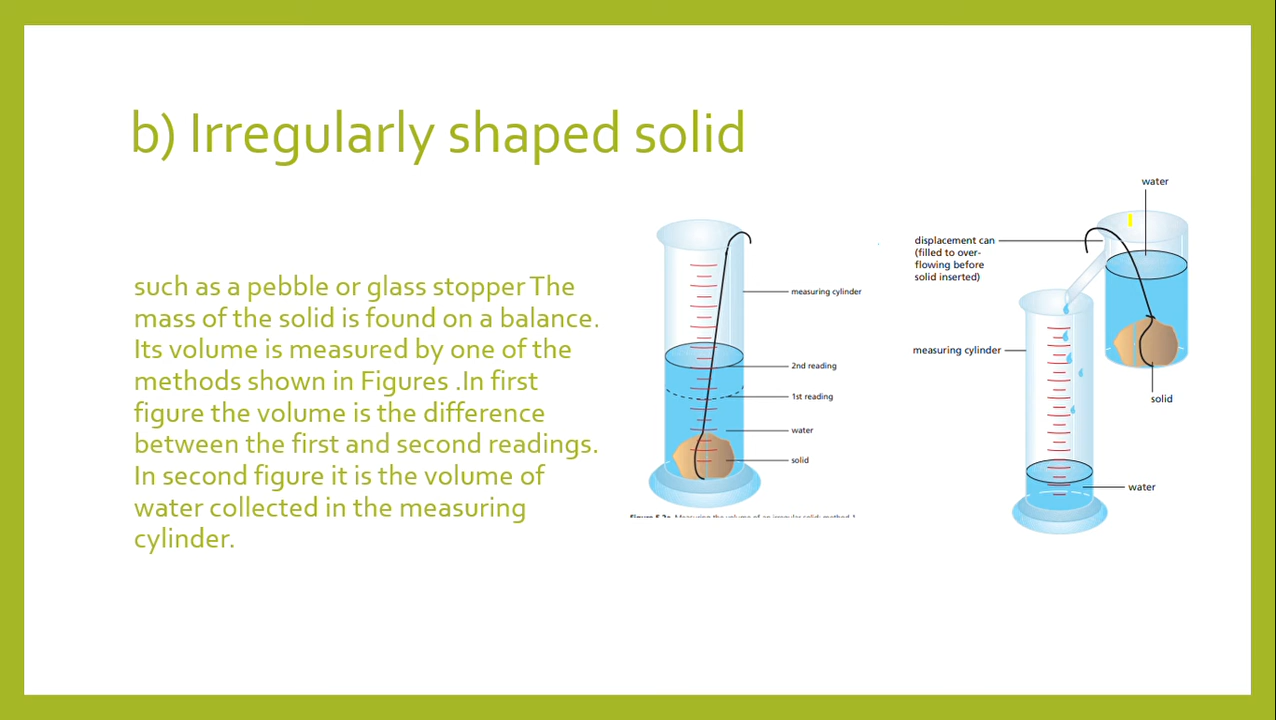 b) Irregularly shaped solid
such as a pebble or glass stopper The
mass of the solid is found on a balance.
Its volume is measured by one of the
methods shown in Figures .In first
figure the volume is the difference
between the first and second readings.
In second figure it is the volume of
water collected in the measuring
cylinder.
measuring cylinder
2nd reading
1st reading
water
solid
water
displacement can
(filled to over-
flowing before
solid inserted)
measuring cylinder
solid
water